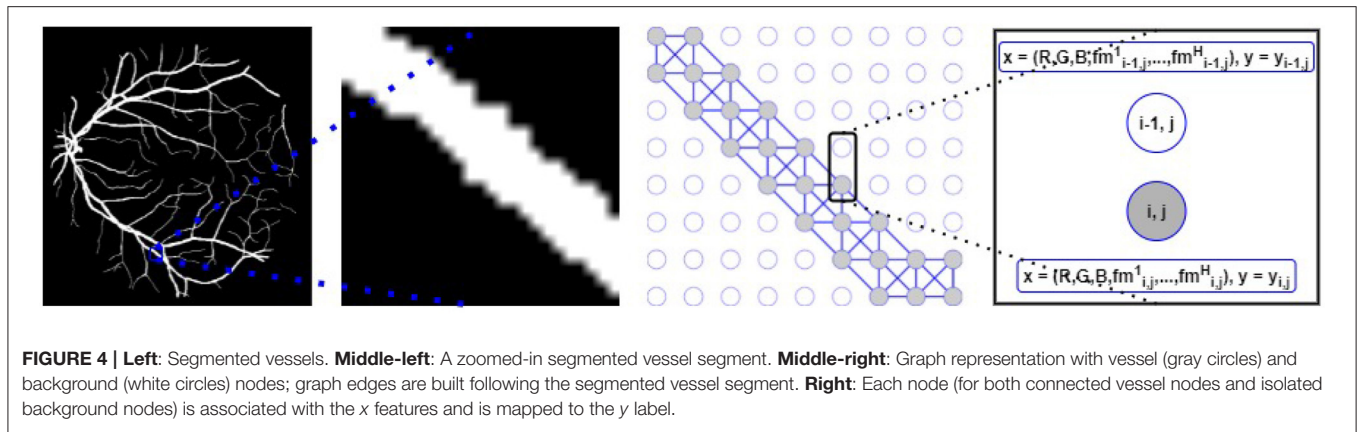 x = (R,G,B,fm¹ᵢ₋₁,ⱼ,...,fmᴴᵢ₋₁,ⱼ), y = yᵢ₋₁,ⱼ
i-1, j
i, j
x = (R,G,B,fm¹ᵢ,ⱼ,...,fmᴴᵢ,ⱼ), y = yᵢ,ⱼ
FIGURE 4 | Left: Segmented vessels. Middle-left: A zoomed-in segmented vessel segment. Middle-right: Graph representation with vessel (gray circles) and
background (white circles) nodes; graph edges are built following the segmented vessel segment. Right: Each node (for both connected vessel nodes and isolated
background nodes) is associated with the x features and is mapped to the y label.